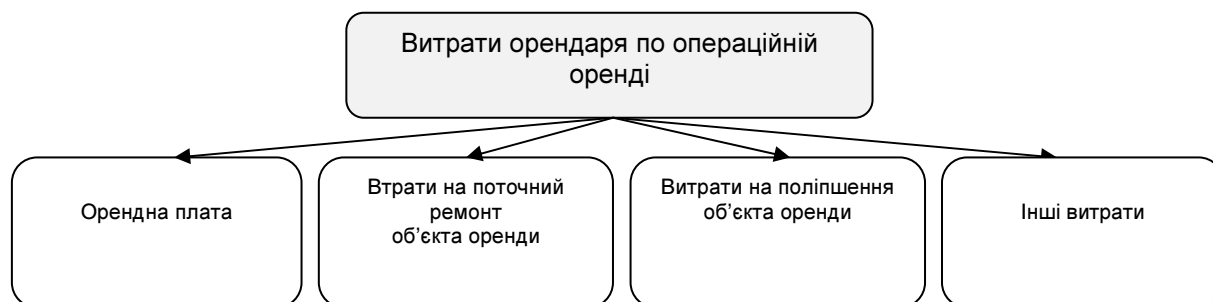 Витрати орендаря по операційній
оренді
Орендна плата
Втрати на поточний
ремонт
об’єкта оренди
Витрати на поліпшення
об’єкта оренди
Інші витрати